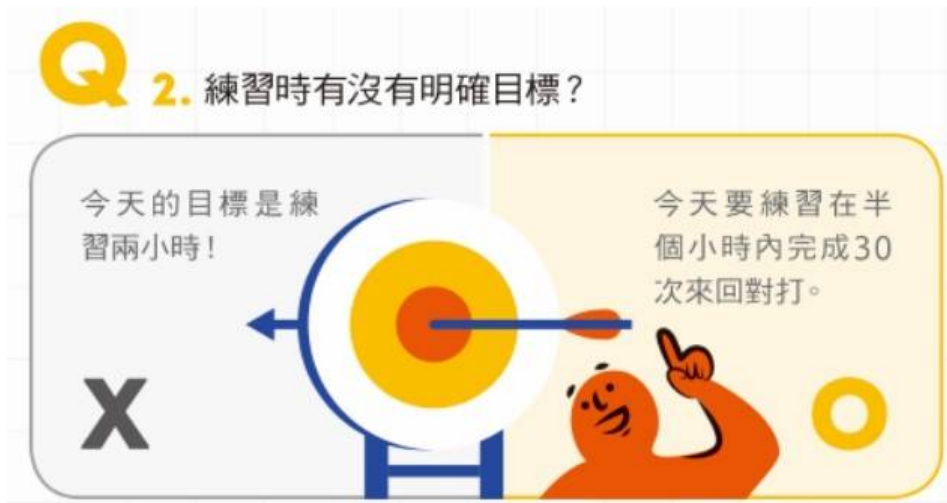 Q 2. 練習時有沒有明確目標？
今天的目標是練
習兩小時！
今天要練習在半
個小時內完成30
次來回對打。
X
O